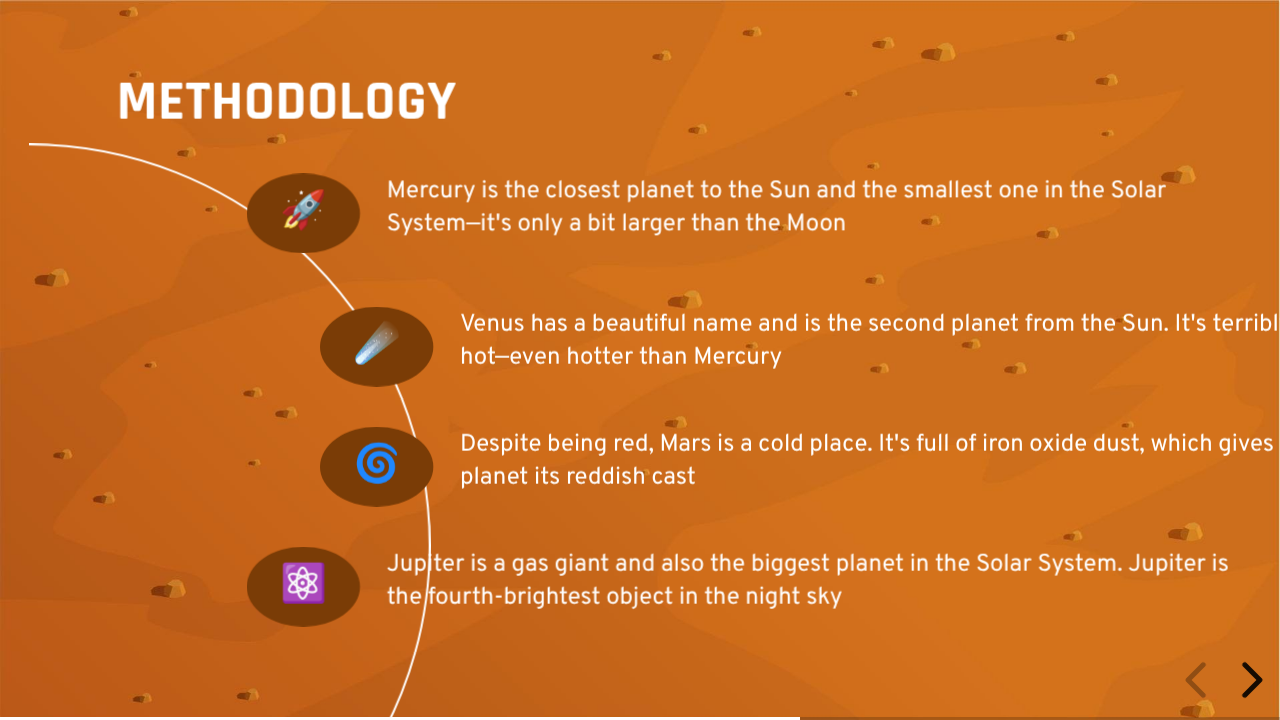 METHODOLOGY
Mercury is the closest planet to the Sun and the smallest one in the Solar
System—it's only a bit larger than the Moon
Venus has a beautiful name and is the second planet from the Sun. It's terribl
hot—even hotter than Mercury
Despite being red, Mars is a cold place. It's full of iron oxide dust, which gives
planet its reddish cast
Jupiter is a gas giant and also the biggest planet in the Solar System. Jupiter is
the fourth-brightest object in the night sky